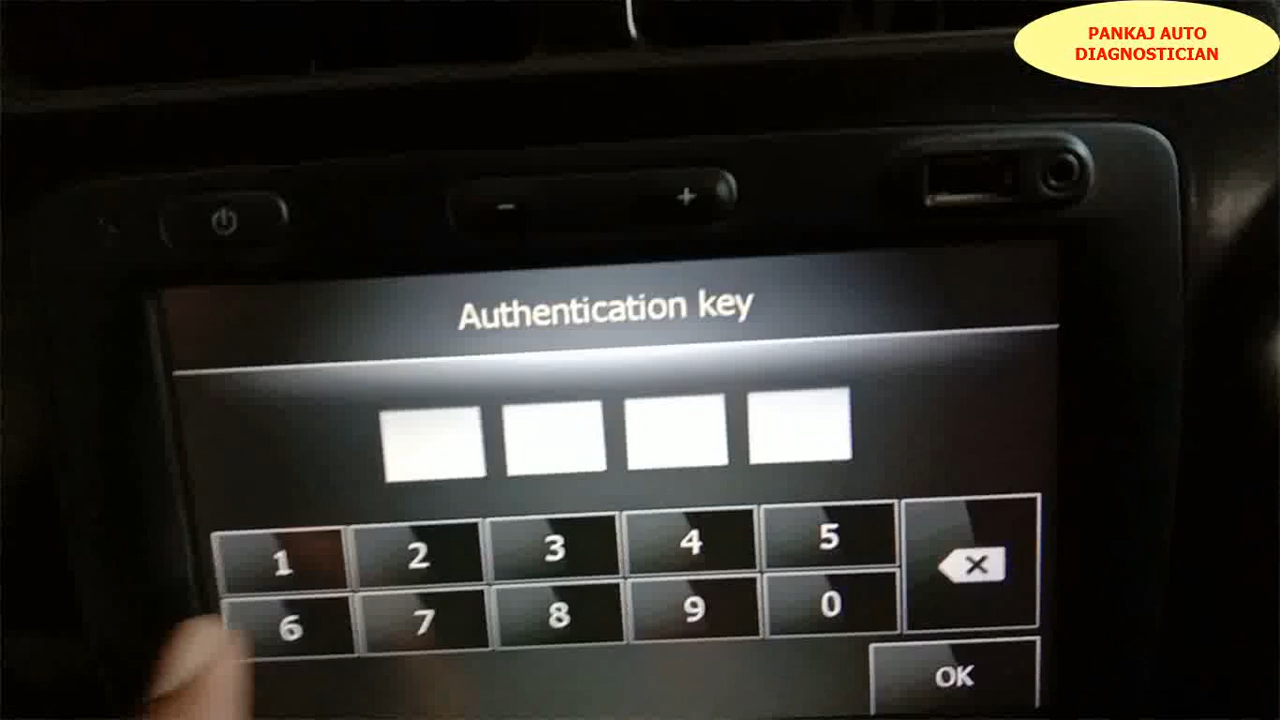 PANKAJ AUTO
DIAGNOSTICIAN
- +
Authentication key
1 2 3 4 5
6 7 8 9 0
OK